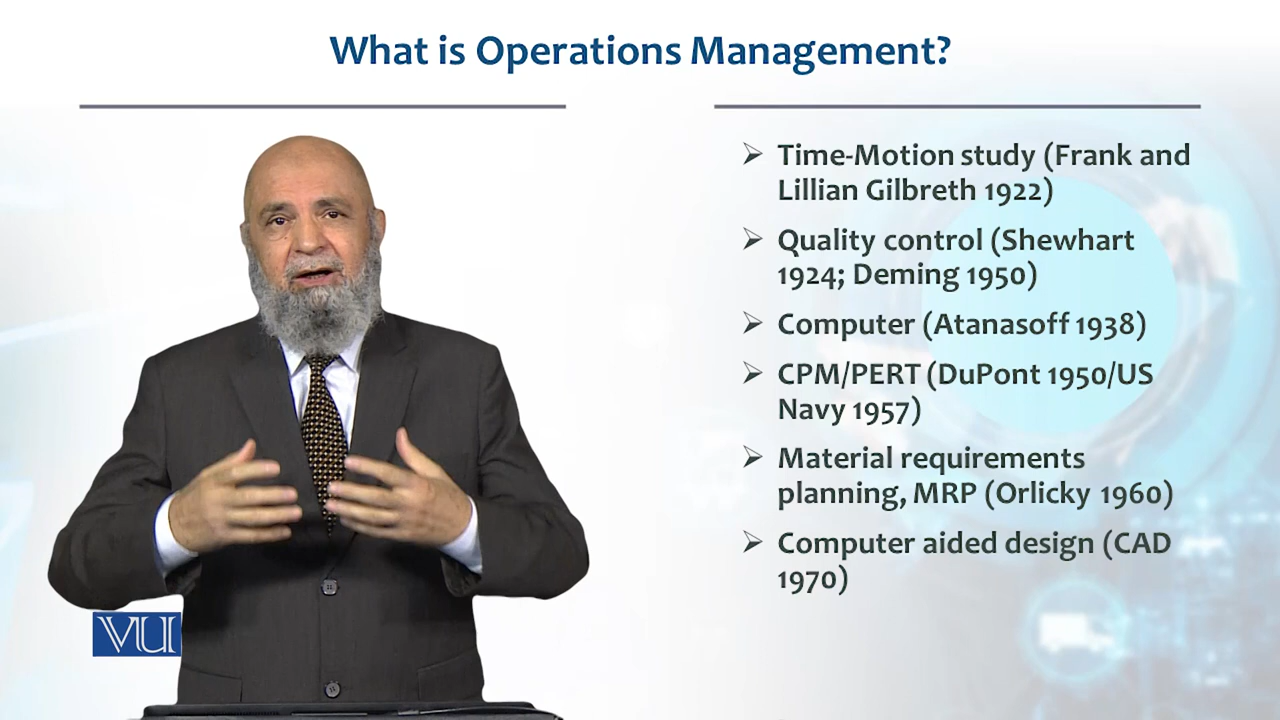 What is Operations Management?
➢ Time-Motion study (Frank and
Lillian Gilbreth 1922)
➢ Quality control (Shewhart
1924; Deming 1950)
➢ Computer (Atanasoff 1938)
➢ CPM/PERT (DuPont 1950/US
Navy 1957)
➢ Material requirements
planning, MRP (Orlicky 1960)
➢ Computer aided design (CAD
1970)
VU